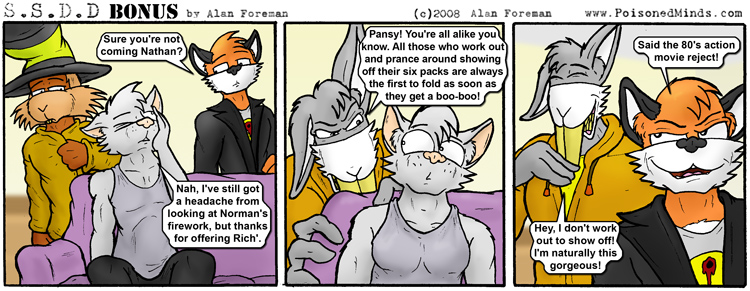 S.S.D.D BONUS by Alan Foreman (c)2008 Alan Foreman www.PoisonedMinds.com
Sure you're not
coming Nathan?
Nah, I've still got
a headache from
looking at Norman's
firework, but thanks
for offering Rich'.
Pansy! You're all alike you
know. All those who work out
and prance around showing
off their six packs are always
the first to fold as soon as
they get a boo-boo!
Said the 80's action
movie reject!
Hey, I don't work
out to show off!
I'm naturally this
gorgeous!